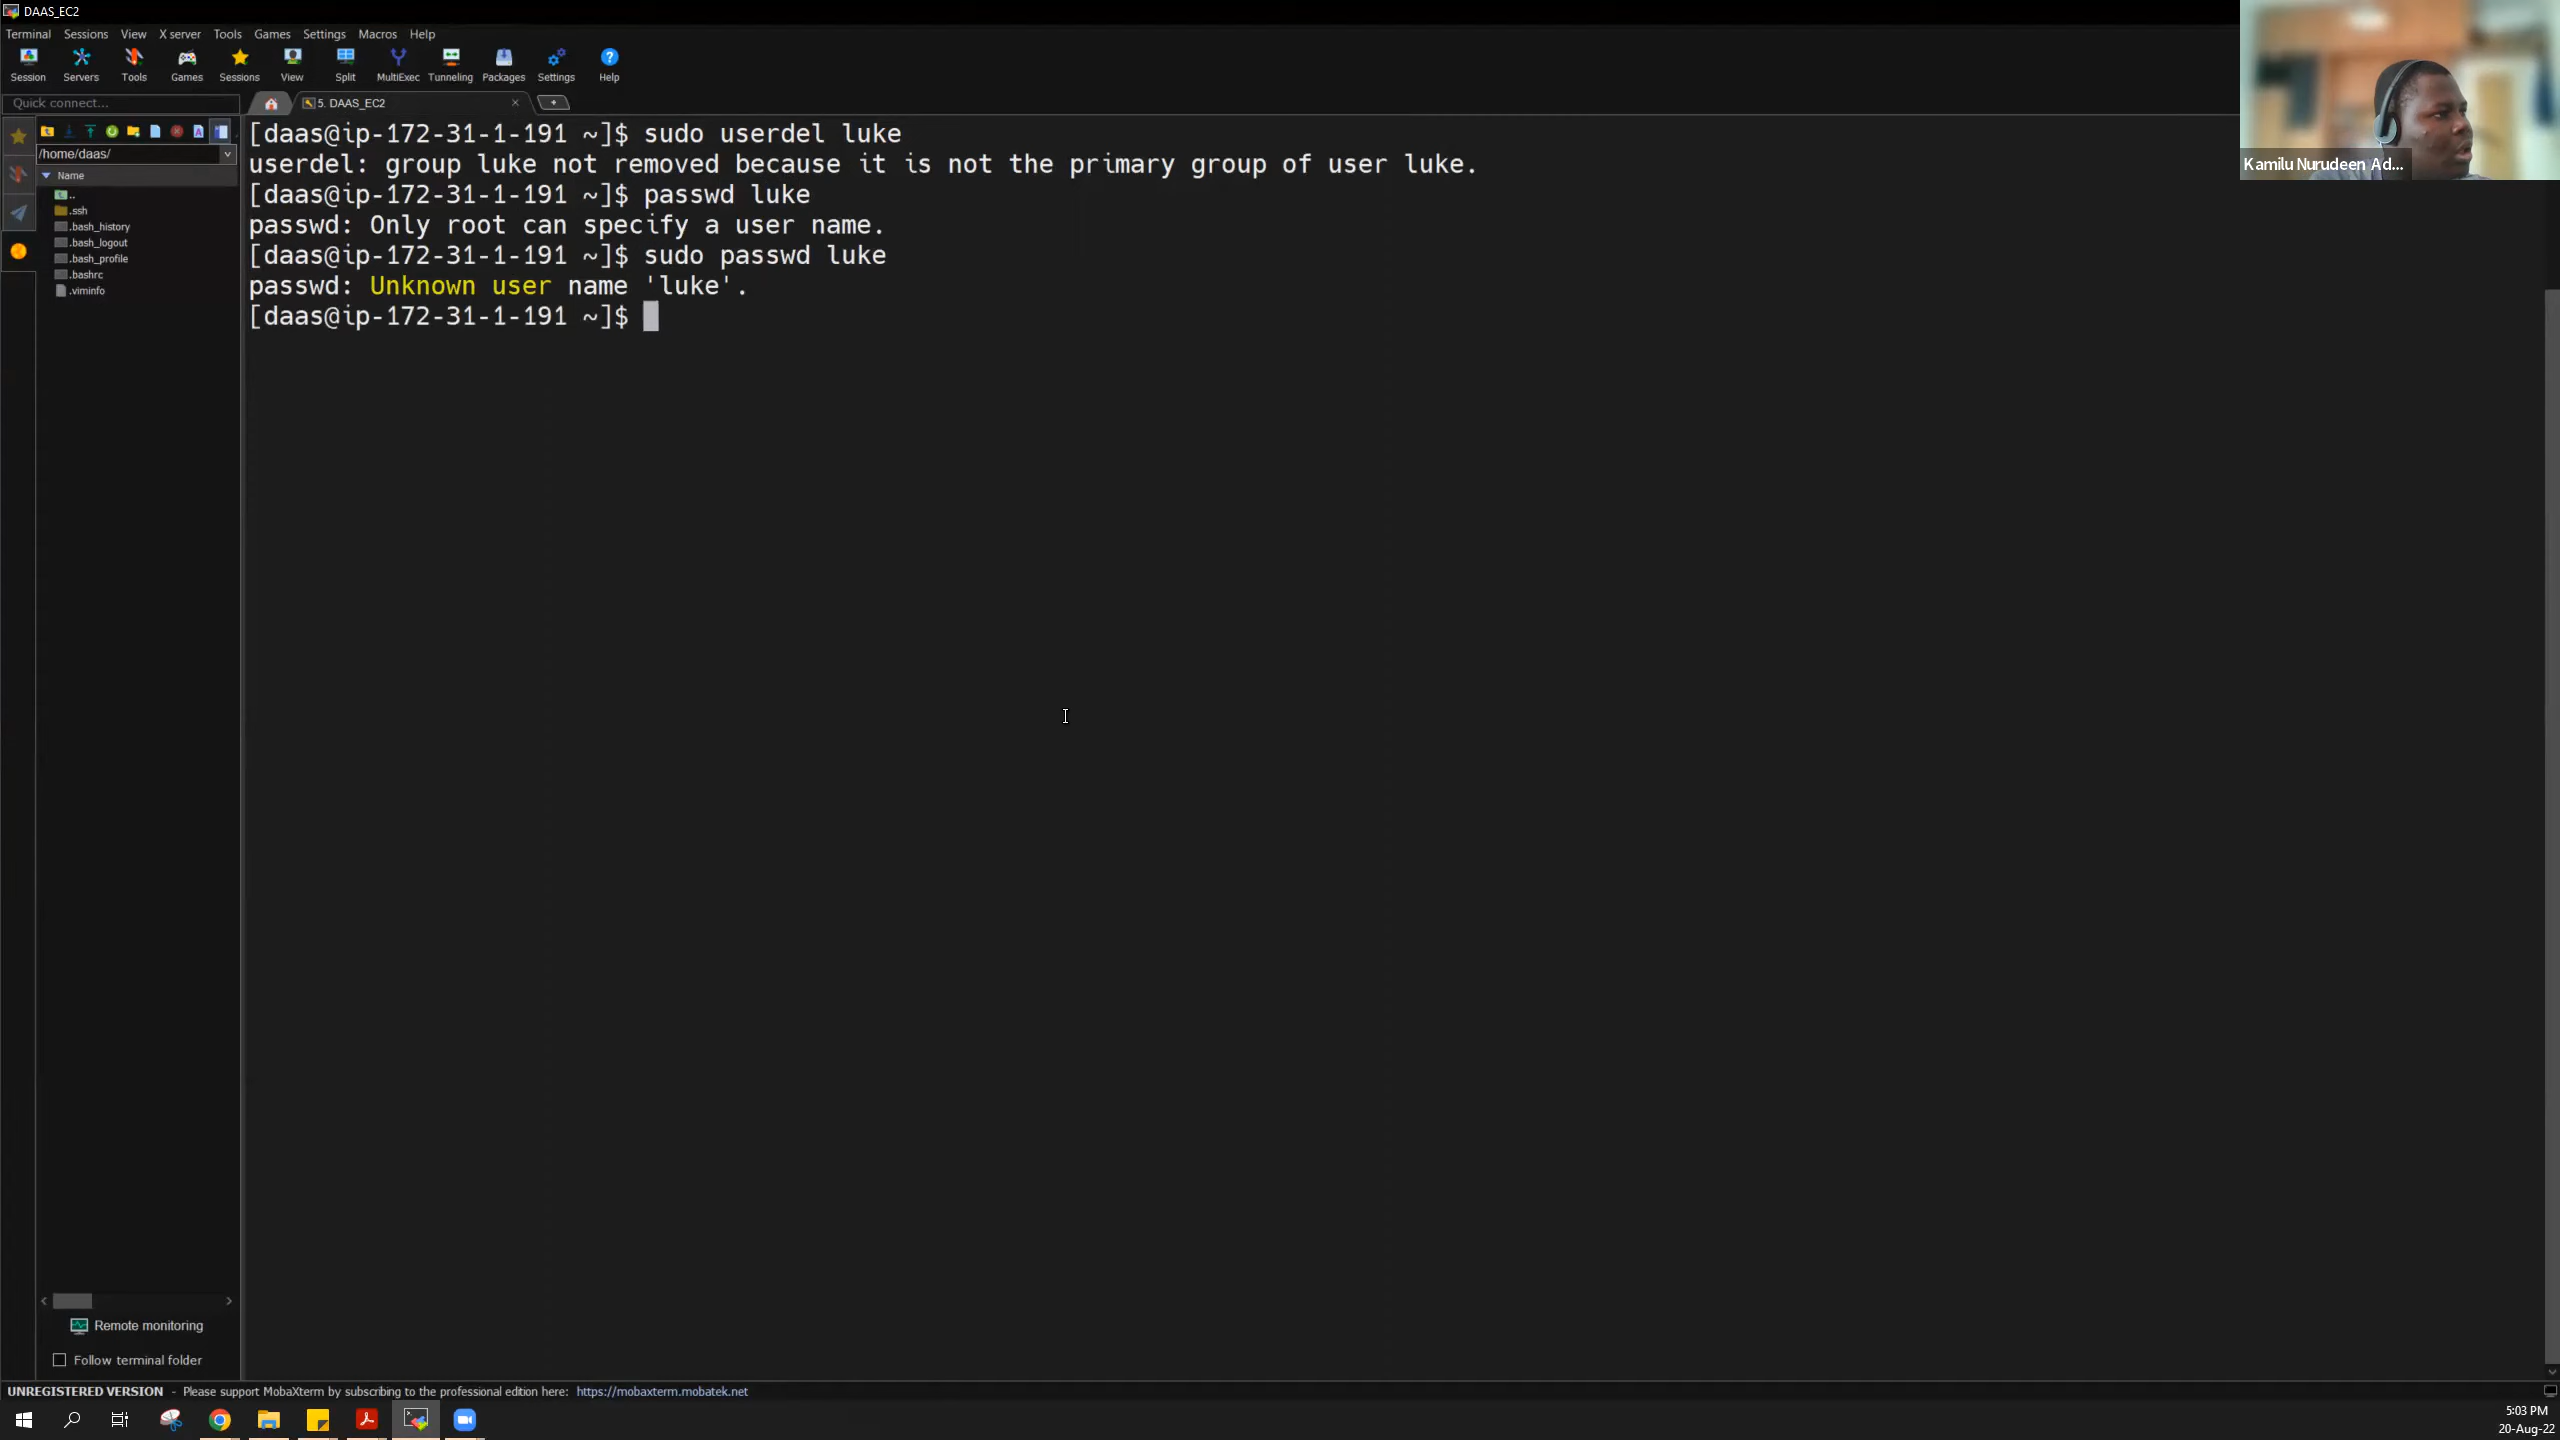 DAAS_EC2
Terminal Sessions View X server Tools Games Settings Macros Help
Session Servers Tools Games Sessions View Split MultiExec Tunneling Packages Settings Help
Quick connect...
5. DAAS_EC2
/home/daas/
Name
..
.ssh
.bash_history
.bash_logout
.bash_profile
.bashrc
.viminfo
[daas@ip-172-31-1-191 ~]$ sudo userdel luke
userdel: group luke not removed because it is not the primary group of user luke.
[daas@ip-172-31-1-191 ~]$ passwd luke
passwd: Only root can specify a user name.
[daas@ip-172-31-1-191 ~]$ sudo passwd luke
passwd: Unknown user name 'luke'.
[daas@ip-172-31-1-191 ~]$
Kamilu Nurudeen Ad...
Remote monitoring
Follow terminal folder
UNREGISTERED VERSION - Please support MobaXterm by subscribing to the professional edition here: https://mobaxterm.mobatek.net
5:03 PM
20-Aug-22